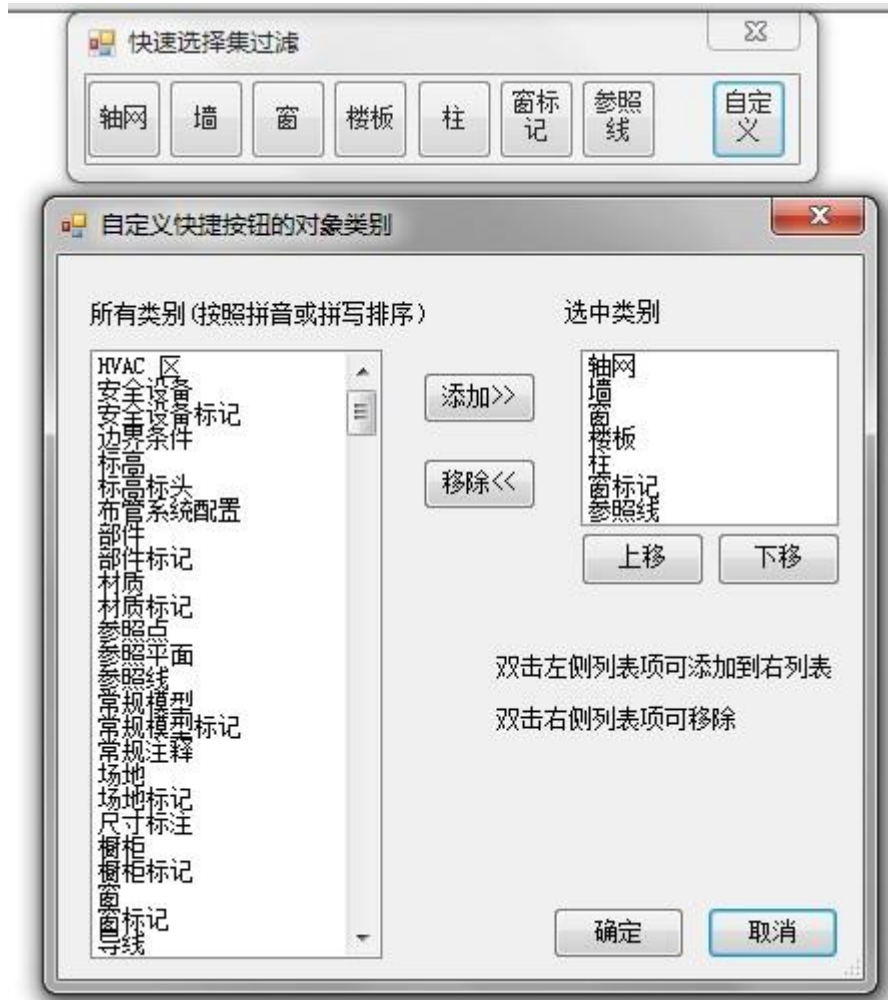 快速选择集过滤
轴网
墙
窗
楼板
柱
窗标
记
参照
线
自定
义
自定义快捷按钮的对象类别
所有类别(按照拼音或拼写排序)
选中类别
HVAC 区
安全设备
安全设备标记
边界条件
标高
标高标头
布管系统配置
部件
部件标记
材质
材质标记
参照点
参照平面
参照线
常规模型
常规模型标记
常规注释
场地
场地标记
尺寸标注
橱柜
橱柜标记
窗
窗标记
导线
添加>>
移除<<
轴网
墙
窗
楼板
柱
窗标记
参照线
上移
下移
双击左侧列表项可添加到右列表
双击右侧列表项可移除
确定
取消